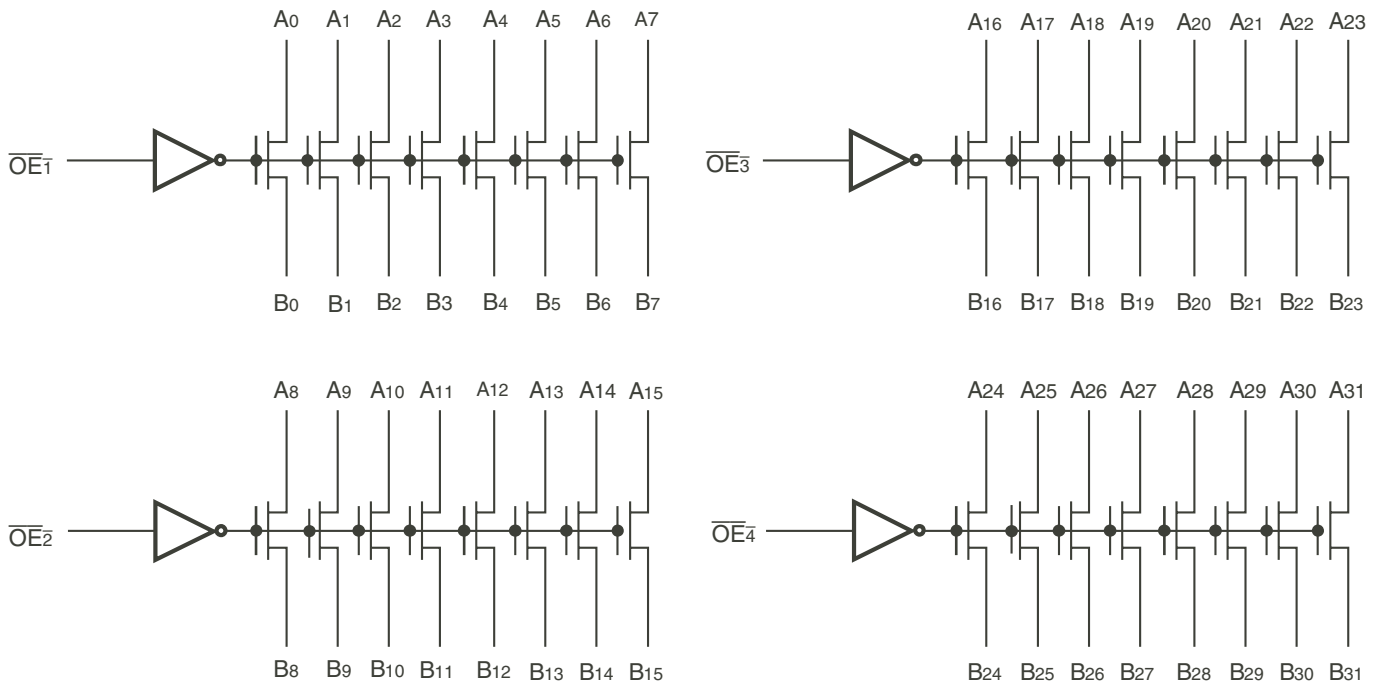 A0 A1 A2 A3 A4 A5 A6 A7
OE1
B0 B1 B2 B3 B4 B5 B6 B7
A16 A17 A18 A19 A20 A21 A22 A23
OE3
B16 B17 B18 B19 B20 B21 B22 B23
A8 A9 A10 A11 A12 A13 A14 A15
OE2
B8 B9 B10 B11 B12 B13 B14 B15
A24 A25 A26 A27 A28 A29 A30 A31
OE4
B24 B25 B26 B27 B28 B29 B30 B31